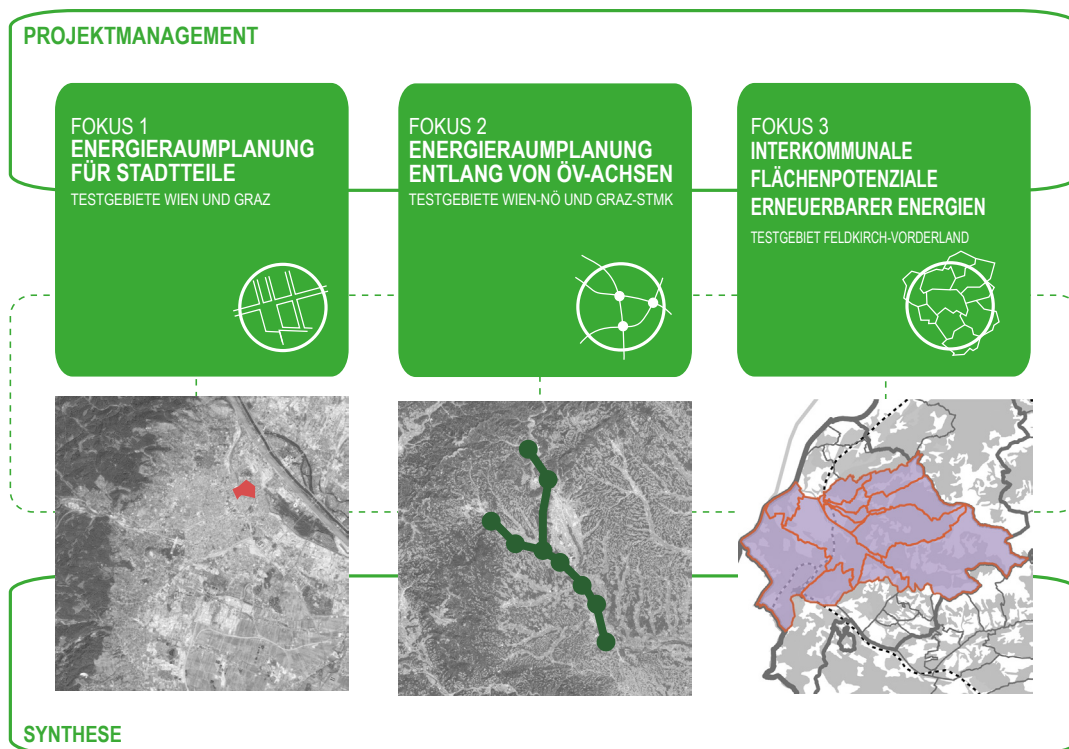 PROJEKTMANAGEMENT
FOKUS 1
ENERGIERAUMPLANUNG
FÜR STADTTEILE
TESTGEBIETE WIEN UND GRAZ
FOKUS 2
ENERGIERAUMPLANUNG
ENTLANG VON ÖV-ACHSEN
TESTGEBIETE WIEN-NÖ UND GRAZ-STMK
FOKUS 3
INTERKOMMUNALE
FLÄCHENPOTENZIALE
ERNEUERBARER ENERGIEN
TESTGEBIET FELDKIRCH-VORDERLAND
SYNTHESE